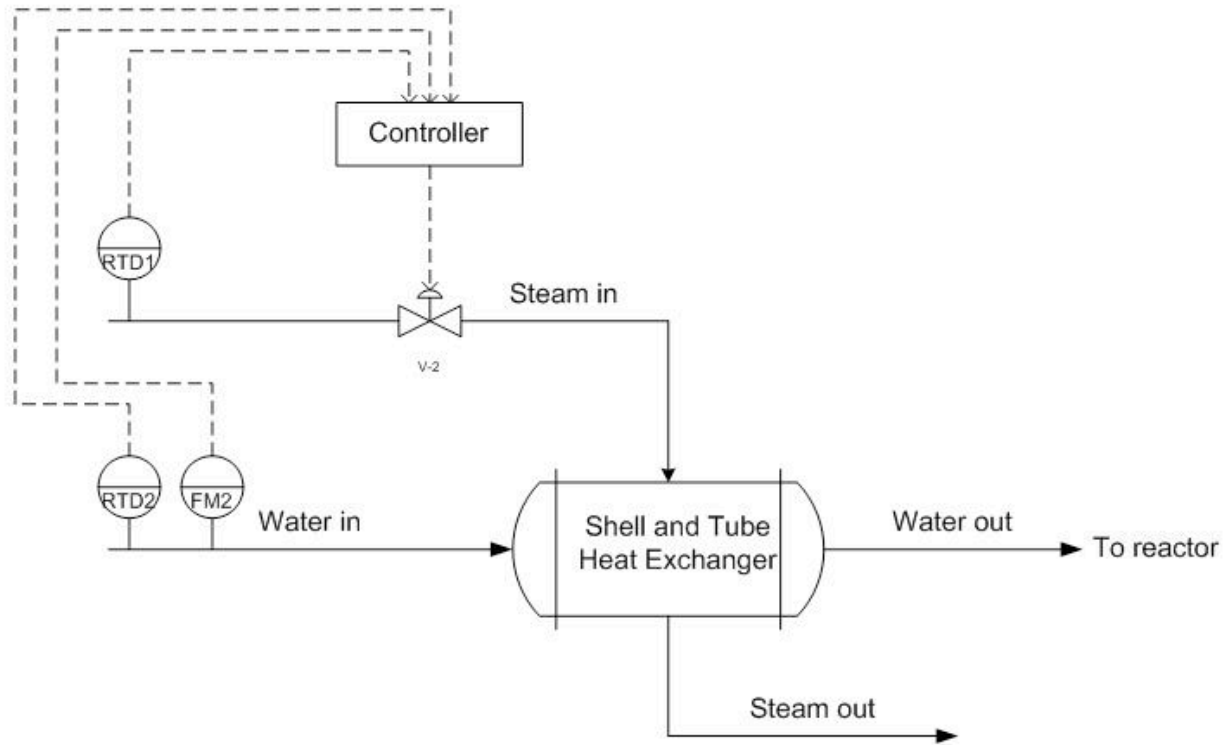 Controller
RTD1
Steam in
V-2
RTD2
FM2
Water in
Shell and Tube
Heat Exchanger
Water out
To reactor
Steam out